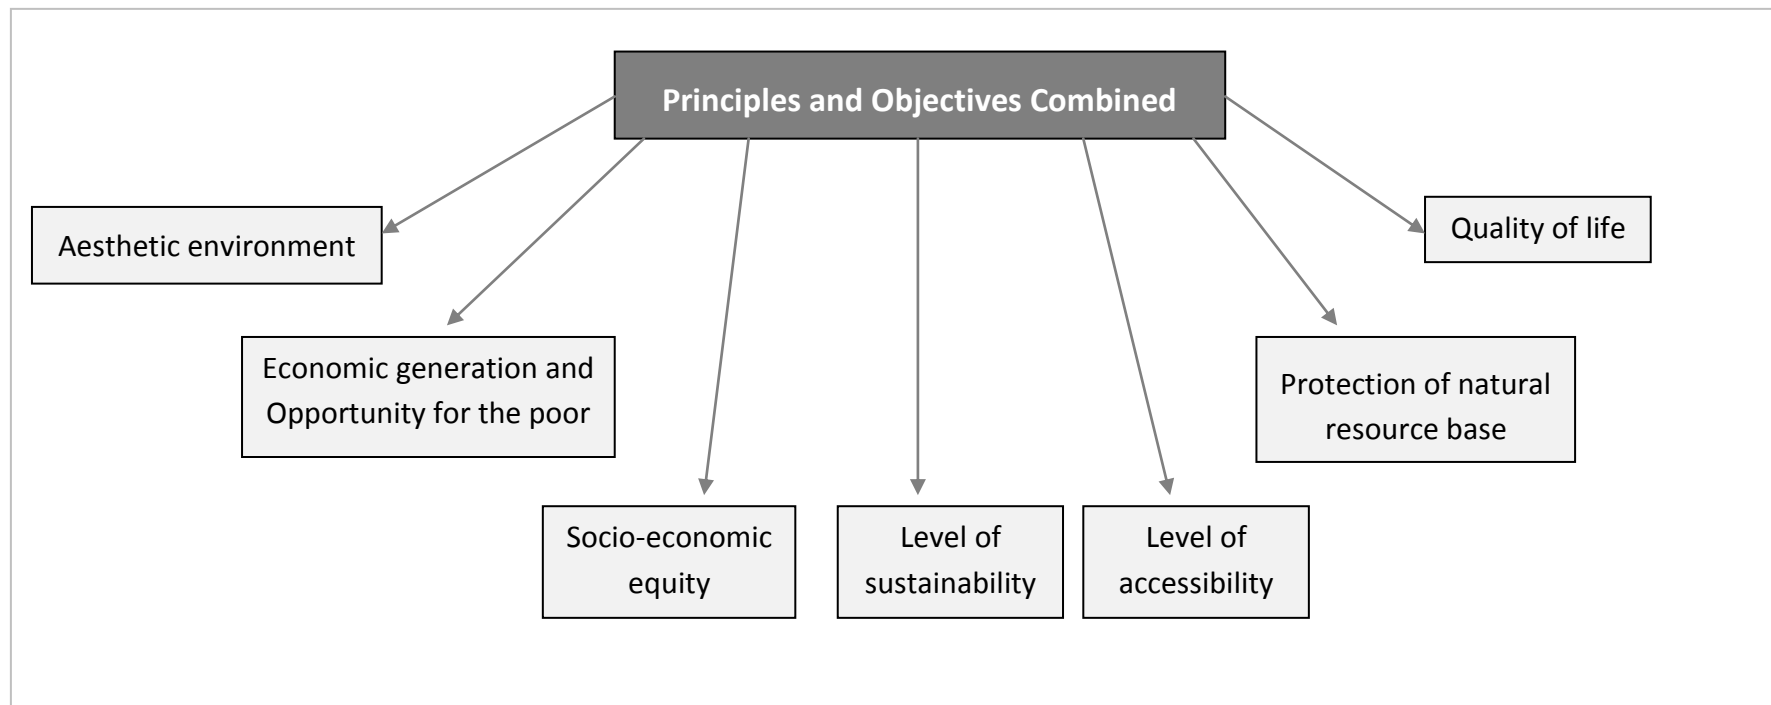 Principles and Objectives Combined
Aesthetic environment
Quality of life
Economic generation and
Opportunity for the poor
Protection of natural
resource base
Socio-economic
equity
Level of
sustainability
Level of
accessibility